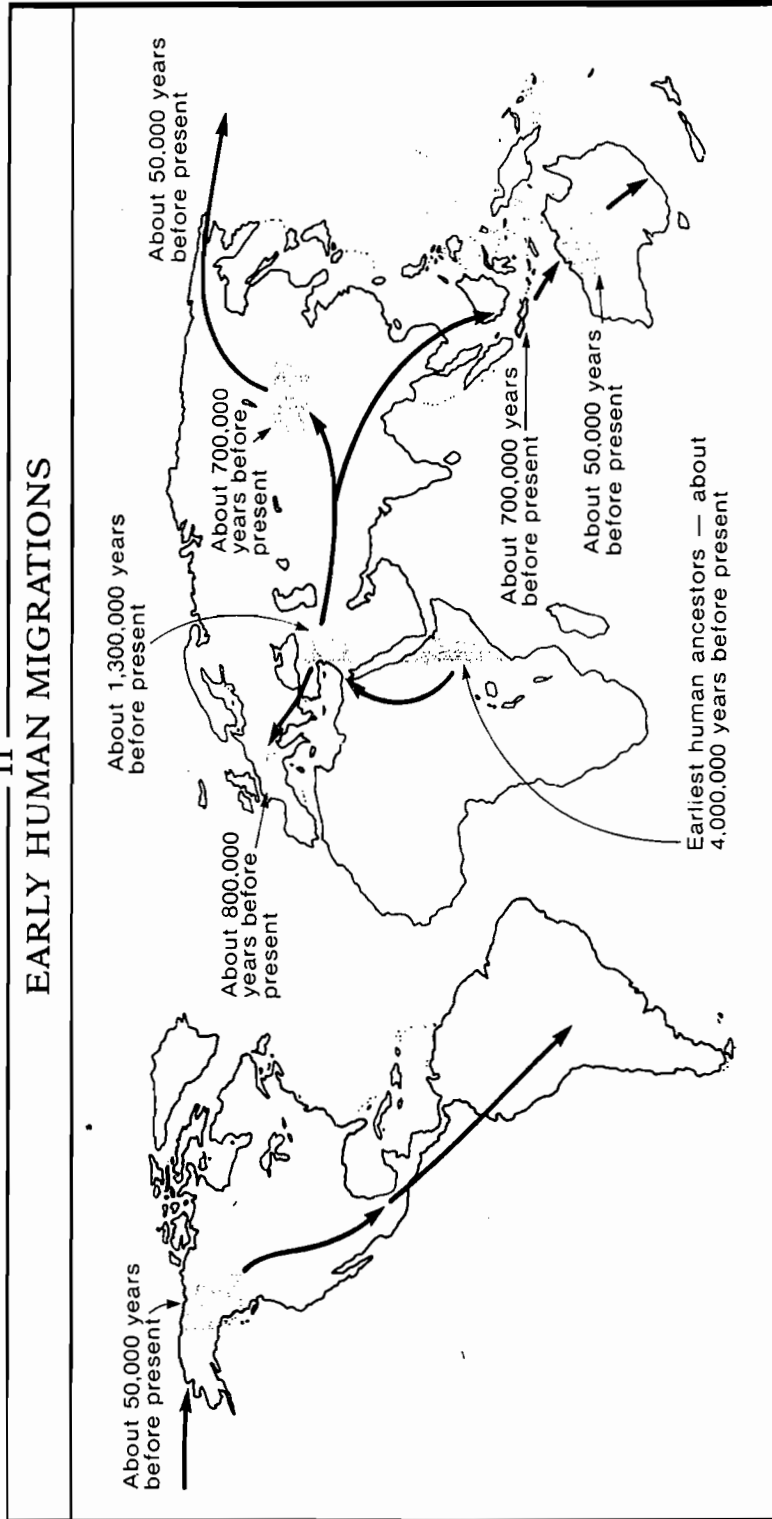 11
EARLY HUMAN MIGRATIONS
About 50,000 years
before present
About 800,000
years before
present
About 1,300,000 years
before present
About 700,000
years before
present
About 50,000 years
before present
About 700,000 years
before present
About 50,000 years
before present
Earliest human ancestors — about
4,000,000 years before present